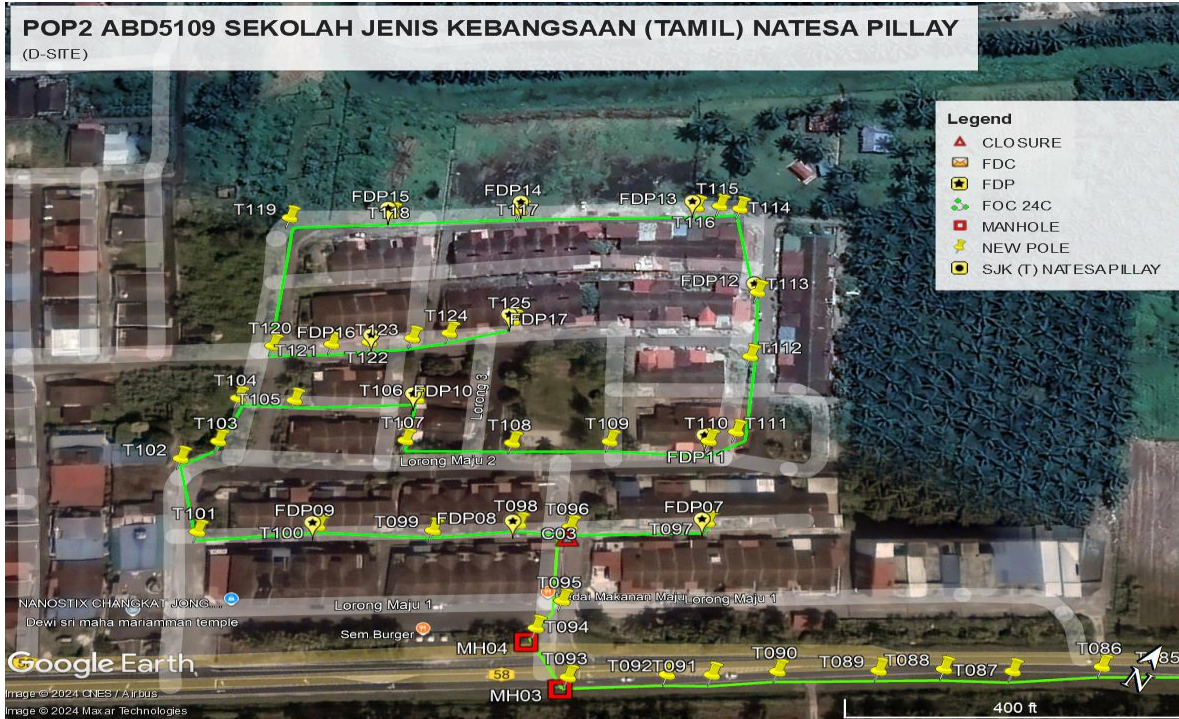 POP2 ABD5109 SEKOLAH JENIS KEBANGSAAN (TAMIL) NATESA PILLAY
(D-SITE)
Legend
CLOSURE
FDC
FDP
FOC 24C
MANHOLE
NEW POLE
SJK (T) NATESAPILLAY
FDP15
FDP14
FDP13
T115
T119
T118
T117
T116
T114
FDP12
T113
T125
FDP17
T124
T120
FDP16
T123
T121
T122
T112
T104
T105
T106
FDP10
Lorong 3
T103
T107
T108
T109
T110
T111
T102
Lorong Maju 2
FDP11
T101
FDP09
T100
T099
FDP08
T098
T096
C03
FDP07
T097
T095
dai Makanan Maju
Lorong Maju 1
NANOSTIX CHANGKAT JONG...
Lorong Maju 1
Dewi sri maha mariamman temple
Sem Burger
T094
MH04
T093
T092
T091
T090
T089
T088
T087
T086
T085
58
MH03
Google Earth
Image © 2024 CNES / Airbus
Image © 2024 Maxar Technologies
400 ft
N